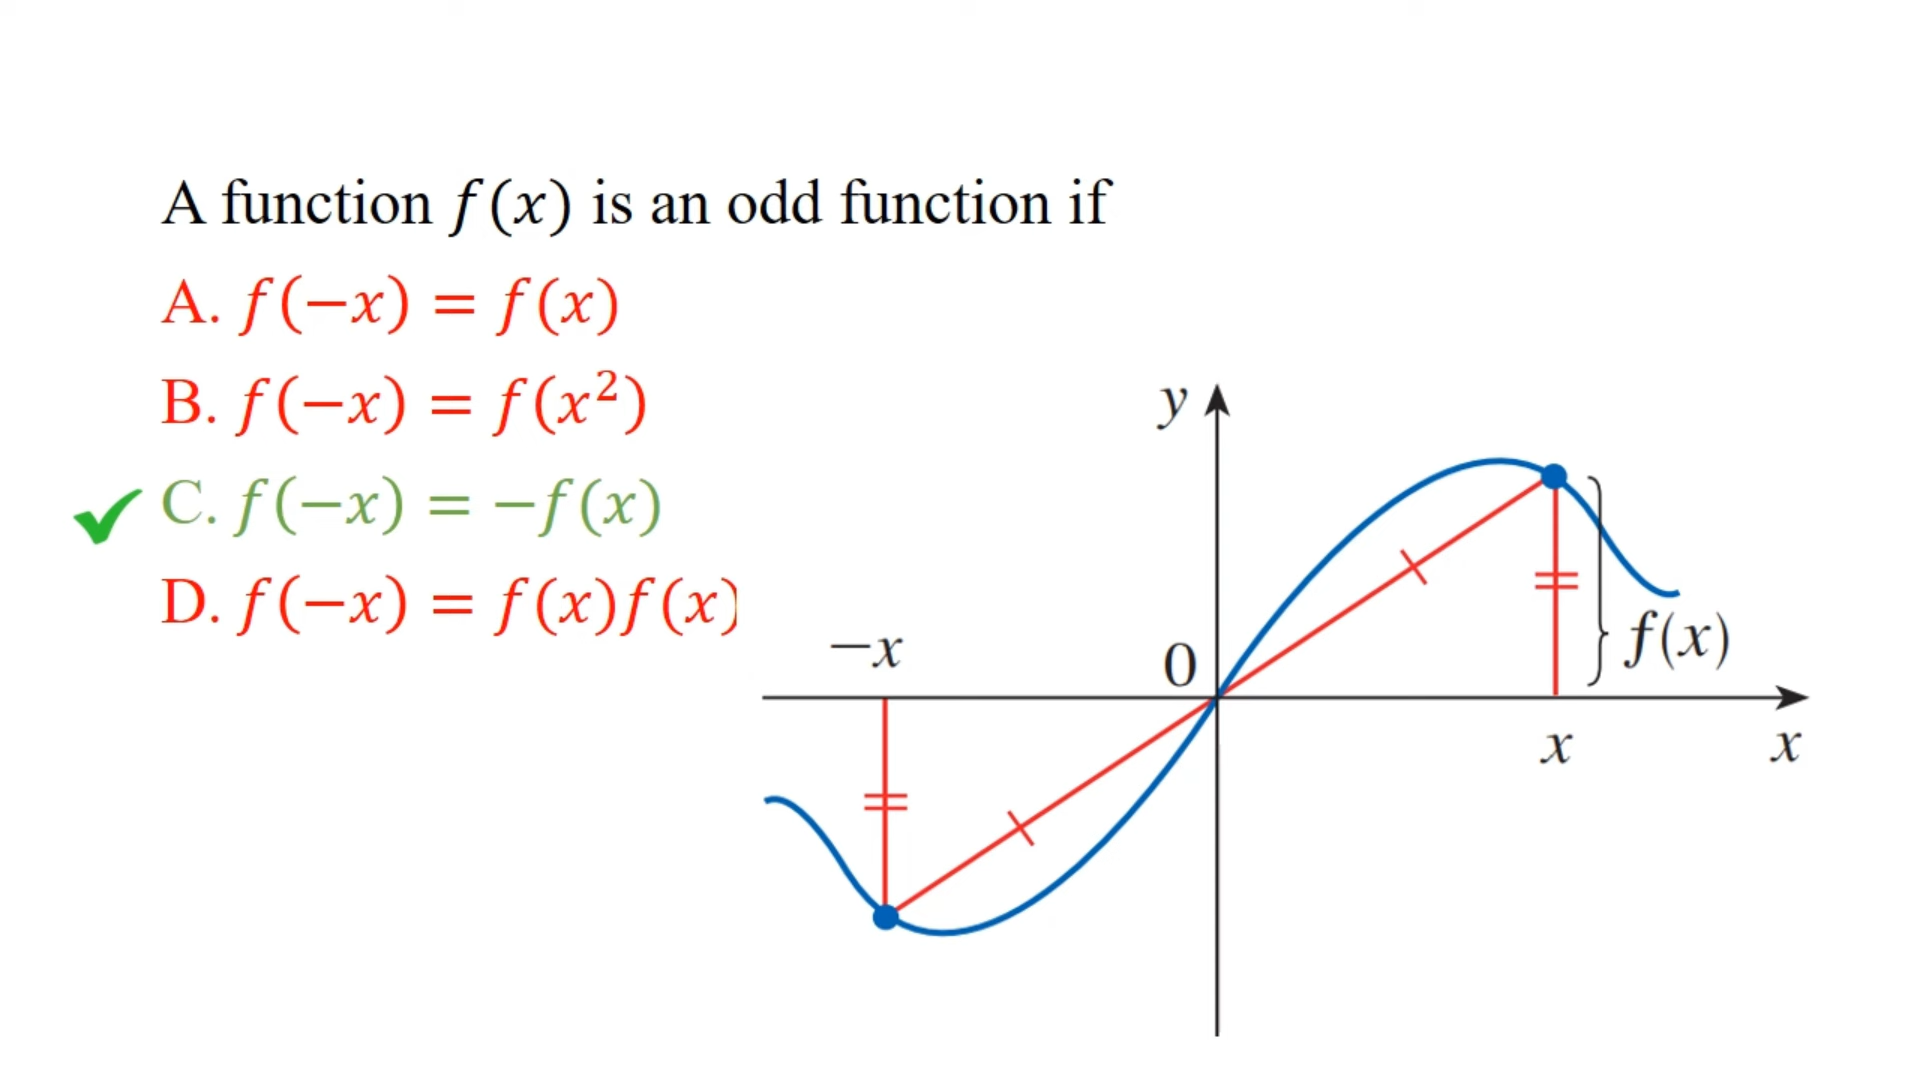 A function f(x) is an odd function if
A. f(−x) = f(x)
B. f(−x) = f(x²)
C. f(−x) = −f(x)
D. f(−x) = f(x)f(x)
y
−x
0
f(x)
x
x